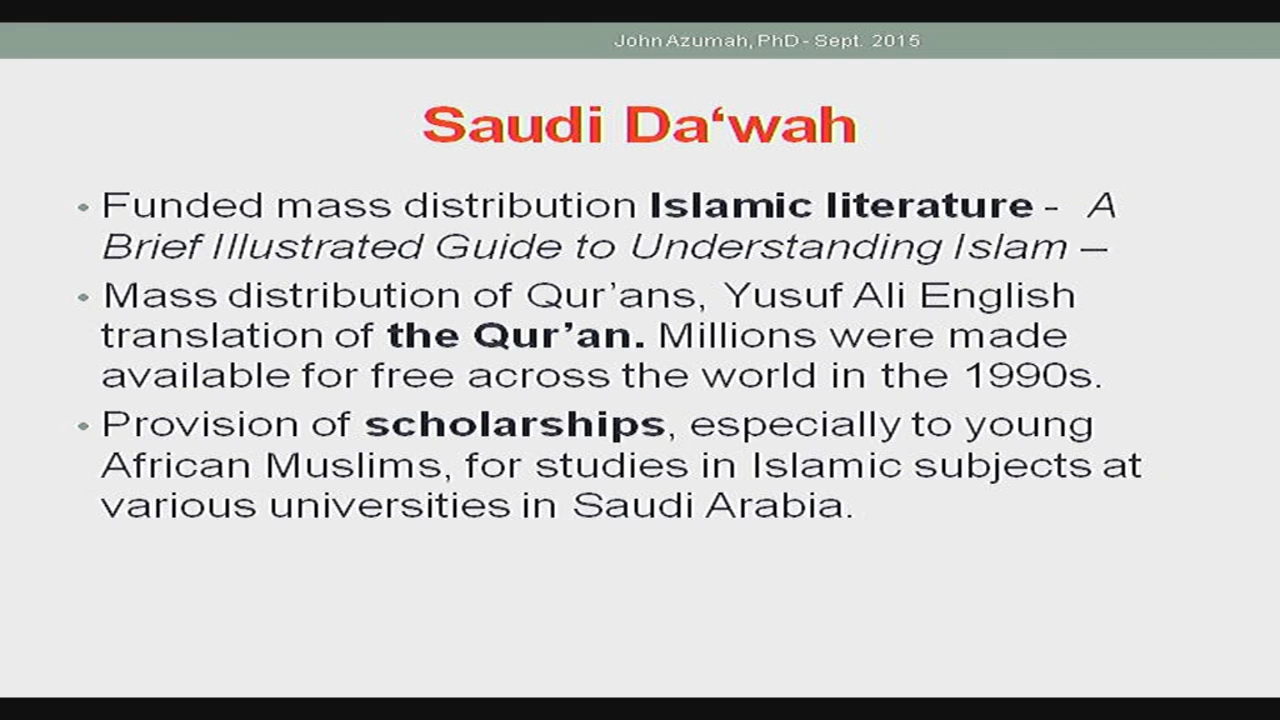 John Azumah, PhD - Sept. 2015
Saudi Da‘wah
• Funded mass distribution Islamic literature - A
Brief Illustrated Guide to Understanding Islam –
• Mass distribution of Qur’ans, Yusuf Ali English
translation of the Qur’an. Millions were made
available for free across the world in the 1990s.
• Provision of scholarships, especially to young
African Muslims, for studies in Islamic subjects at
various universities in Saudi Arabia.